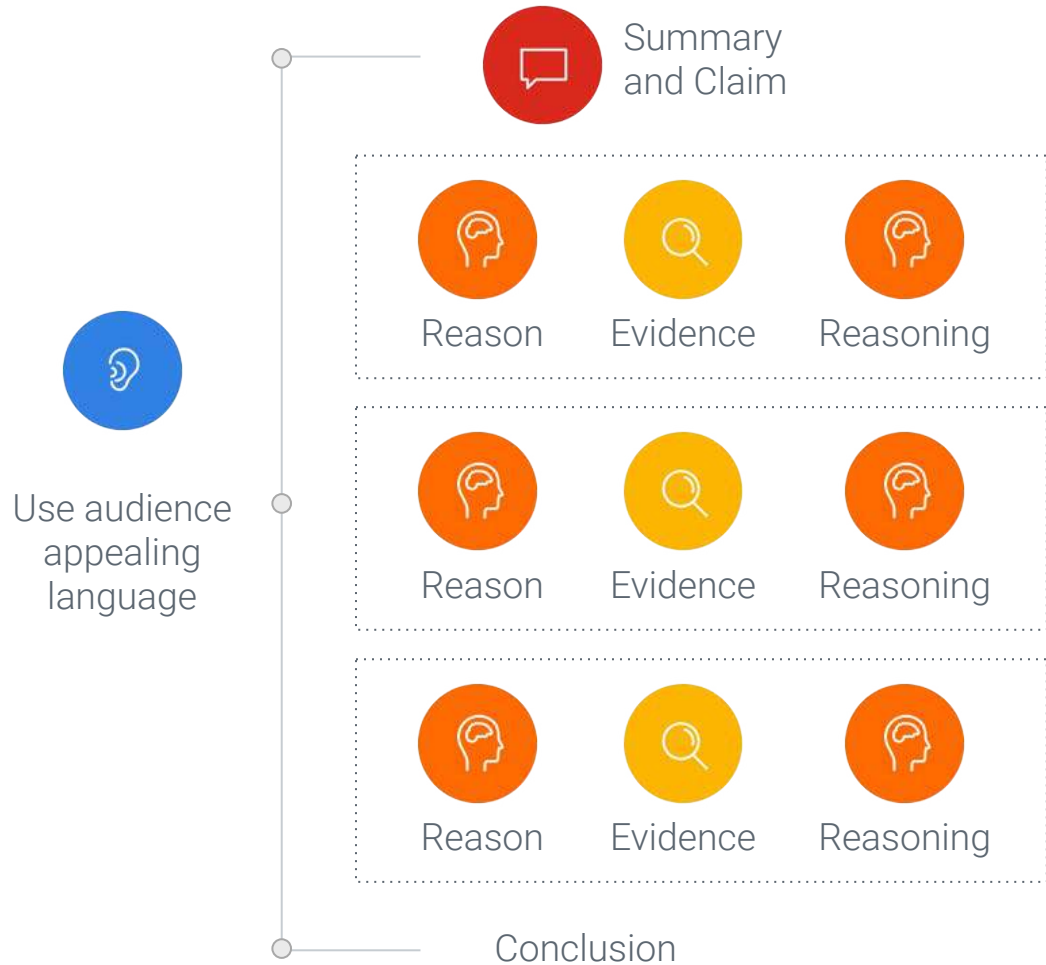 Summary
and Claim
Reason
Evidence
Reasoning
Use audience
appealing
language
Reason
Evidence
Reasoning
Reason
Evidence
Reasoning
Conclusion